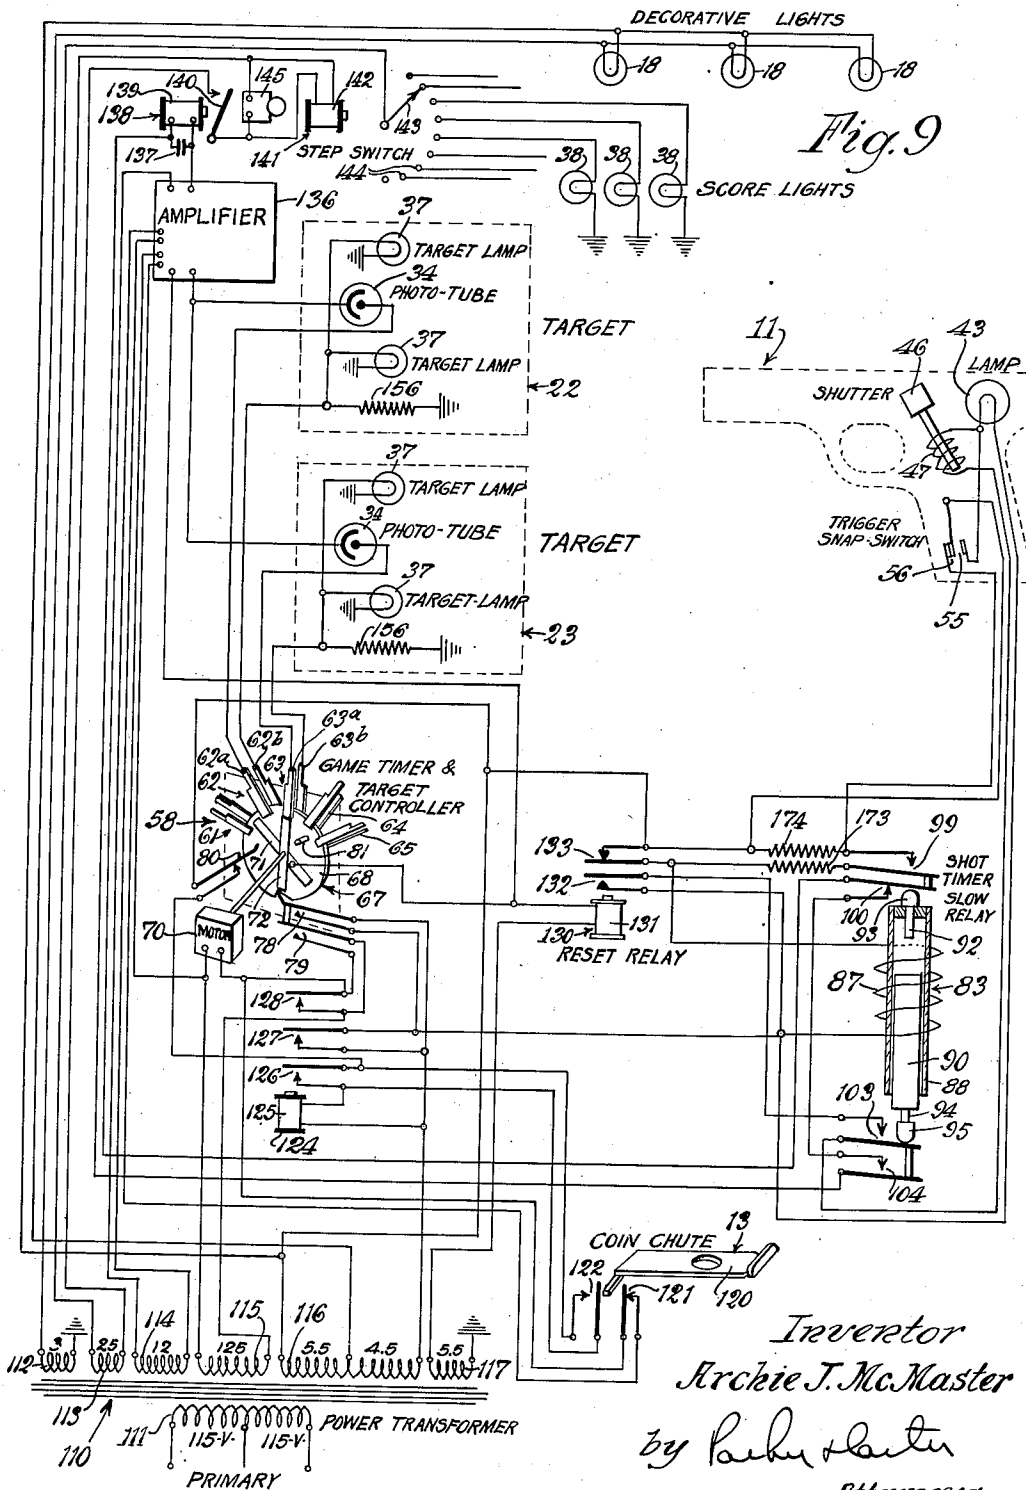 DECORATIVE LIGHTS
18 18 18
139 140 145 142
138
137 141 STEP SWITCH 143
144
Fig. 9
38 38 38
SCORE LIGHTS
AMPLIFIER 136
37
TARGET LAMP
34
PHOTO-TUBE
TARGET
37
TARGET LAMP
156
22
11 46 43
LAMP
SHUTTER
47
37
TARGET LAMP
34
PHOTO-TUBE
TARGET
37
TARGET-LAMP
156
23
TRIGGER
SNAP-SWITCH
56
55
63a
62b 63b
62a 63
62
GAME TIMER &
TARGET
CONTROLLER
58 61 64
80 71 81 65
68
72 67
70 MOTOR 78
79
174 173 99
133
132
SHOT
TIMER
SLOW
RELAY
100
93
92
131
130
RESET RELAY
87 83
128
127
126
125
124
90
88
103 94
95
104
COIN CHUTE 13
122 121 120
114 115 116
112 3 25 12 125 5.5 4.5 5.5 117
113
110
111 115-V. 115-V. POWER TRANSFORMER
PRIMARY
Inventor
Archie J. McMaster
by Parker & Carter
Attorneys.